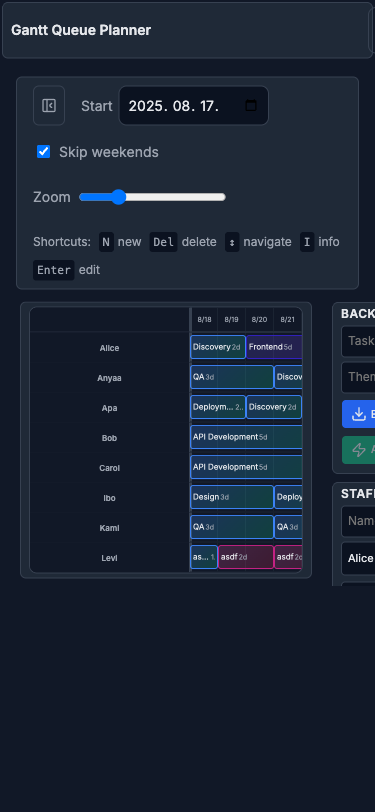 Gantt Queue Planner
Start 2025. 08. 17.
Skip weekends
Zoom
Shortcuts: N new Del delete ↕ navigate I info
Enter edit
8/18 8/19 8/20 8/21
Alice Discovery 2d Frontend 5d
Anyaa QA 3d Discov
Apa Deploym... 2.. Discovery 2d
Bob API Development 5d
Carol API Development 5d
Ibo Design 3d Deploy
Kami QA 3d QA 3d
Levi as... 1. asdf 2d asdf 2d
BACK
Task
Them
STAF
Nam
Alice